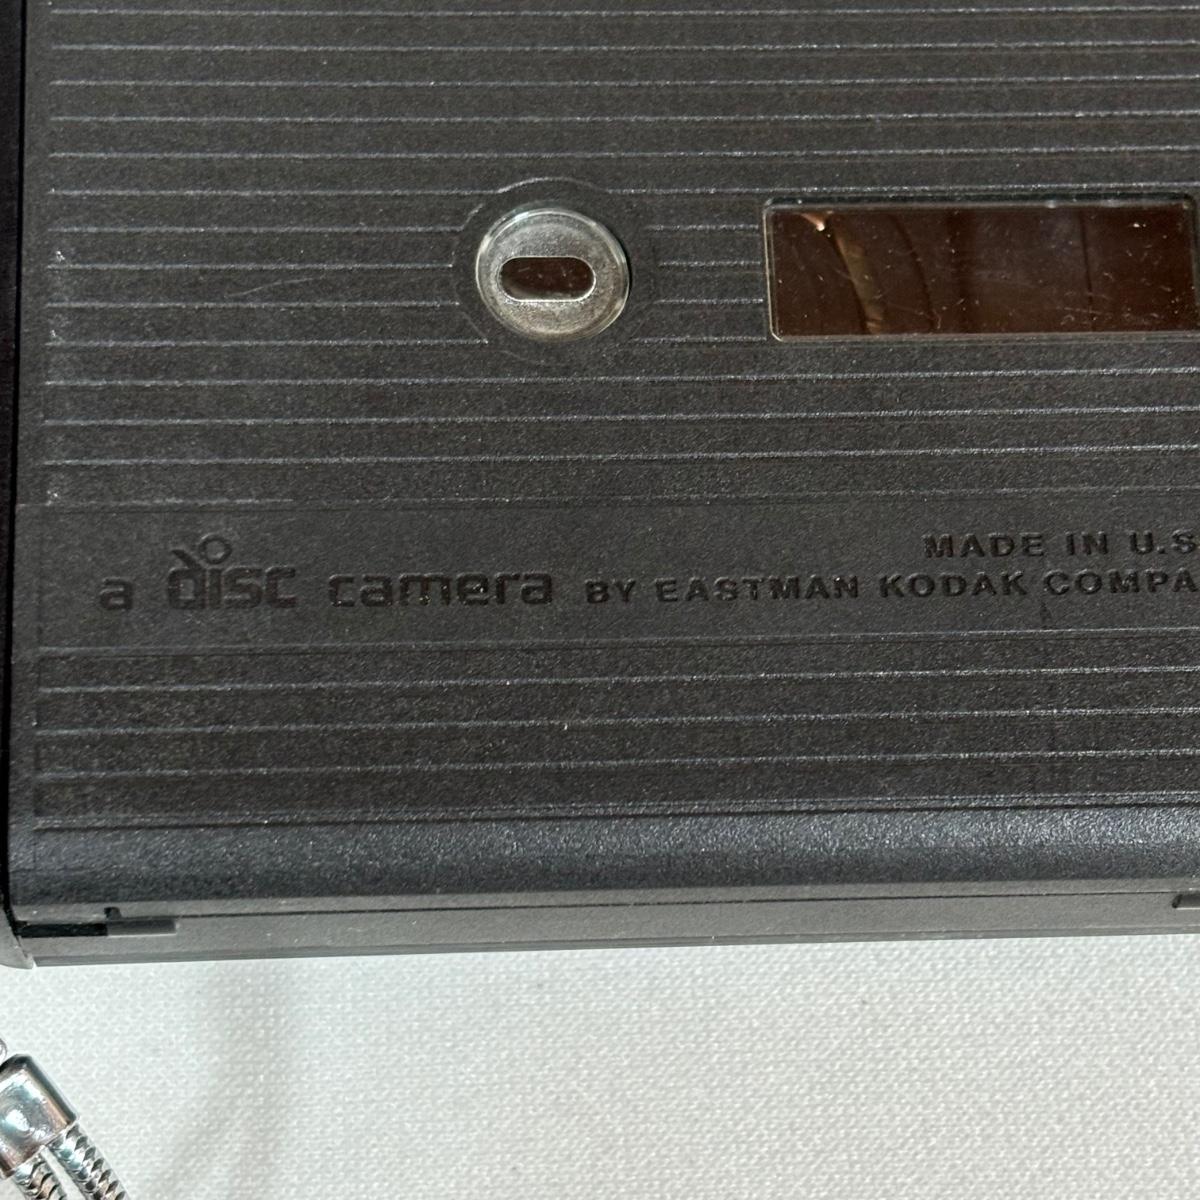 MADE IN U.S
a disc camera BY EASTMAN KODAK COMPA